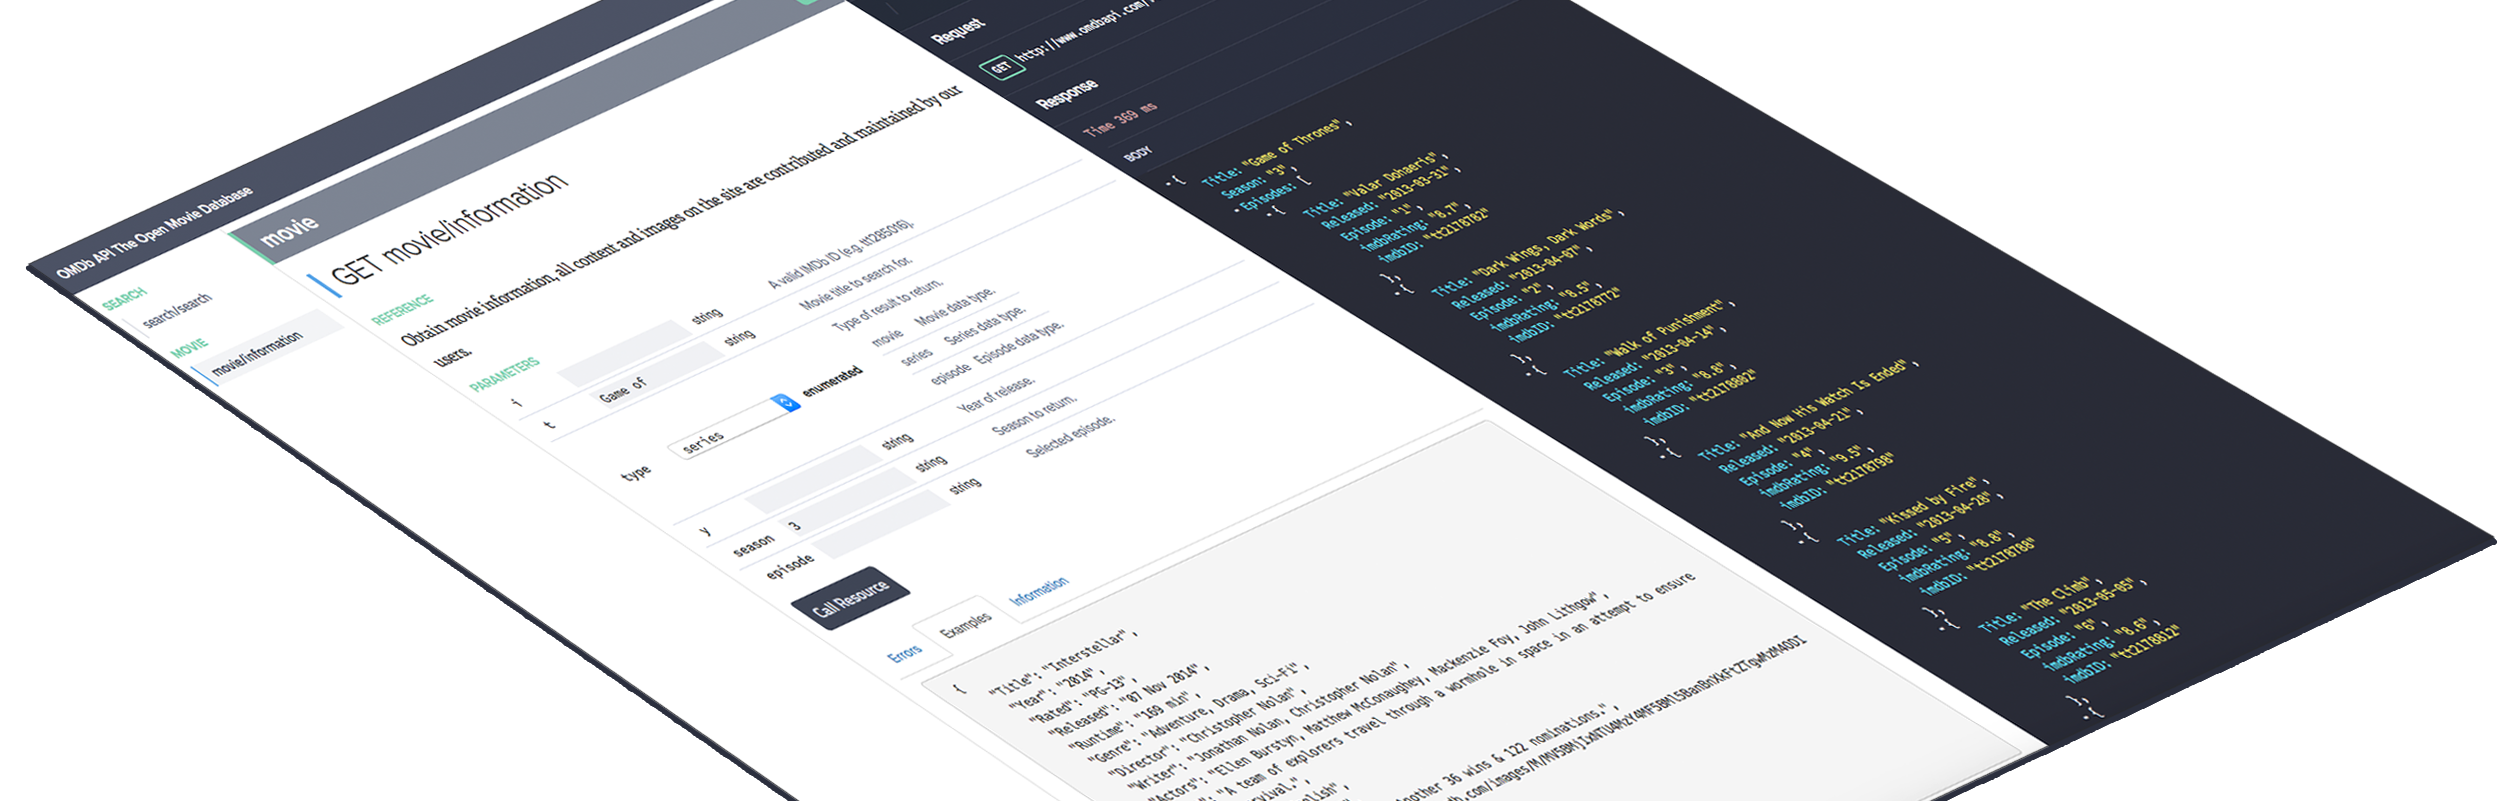 OMDb API The Open Movie Database
SEARCH
search/search
MOVIE
movie/information
movie
GET movie/information
REFERENCE
Obtain movie information, all content and images on the site are contributed and maintained by our
users.
PARAMETERS
i string A valid IMDb ID (e.g. tt1285016).
t Game of string Movie title to search for.
type series enumerated Type of result to return.
movie Movie data type.
series Series data type.
episode Episode data type.
y string Year of release.
season 3 string Season to return.
episode string Selected episode.
Call Resource
Errors Examples Information
{
"Title": "Interstellar",
"Year": "2014",
"Rated": "PG-13",
"Released": "07 Nov 2014",
"Runtime": "169 min",
"Genre": "Adventure, Drama, Sci-Fi",
"Director": "Christopher Nolan",
"Writer": "Jonathan Nolan, Christopher Nolan",
"Actors": "Ellen Burstyn, Matthew McConaughey, Mackenzie Foy, John Lithgow",
": "A team of explorers travel through a wormhole in space in an attempt to ensure
rvival.",
glish",
nother 36 wins & 122 nominations.",
Request
GET http://www.omdbapi.com/
Response
Time 369 ms
BODY
{
Title: "Game of Thrones",
Season: "3",
Episodes: [
{
Title: "Valar Dohaeris",
Released: "2013-03-31",
Episode: "1",
imdbRating: "8.7",
imdbID: "tt2178782"
},
{
Title: "Dark Wings, Dark Words",
Released: "2013-04-07",
Episode: "2",
imdbRating: "8.5",
imdbID: "tt2178772"
},
{
Title: "Walk of Punishment",
Released: "2013-04-14",
Episode: "3",
imdbRating: "8.8",
imdbID: "tt2178802"
},
{
Title: "And Now His Watch Is Ended",
Released: "2013-04-21",
Episode: "4",
imdbRating: "9.5",
imdbID: "tt2178798"
},
{
Title: "Kissed by Fire",
Released: "2013-04-28",
Episode: "5",
imdbRating: "8.8",
imdbID: "tt2178788"
},
{
Title: "The Climb",
Released: "2013-05-05",
Episode: "6",
imdbRating: "8.6",
imdbID: "tt2178812"
},
{